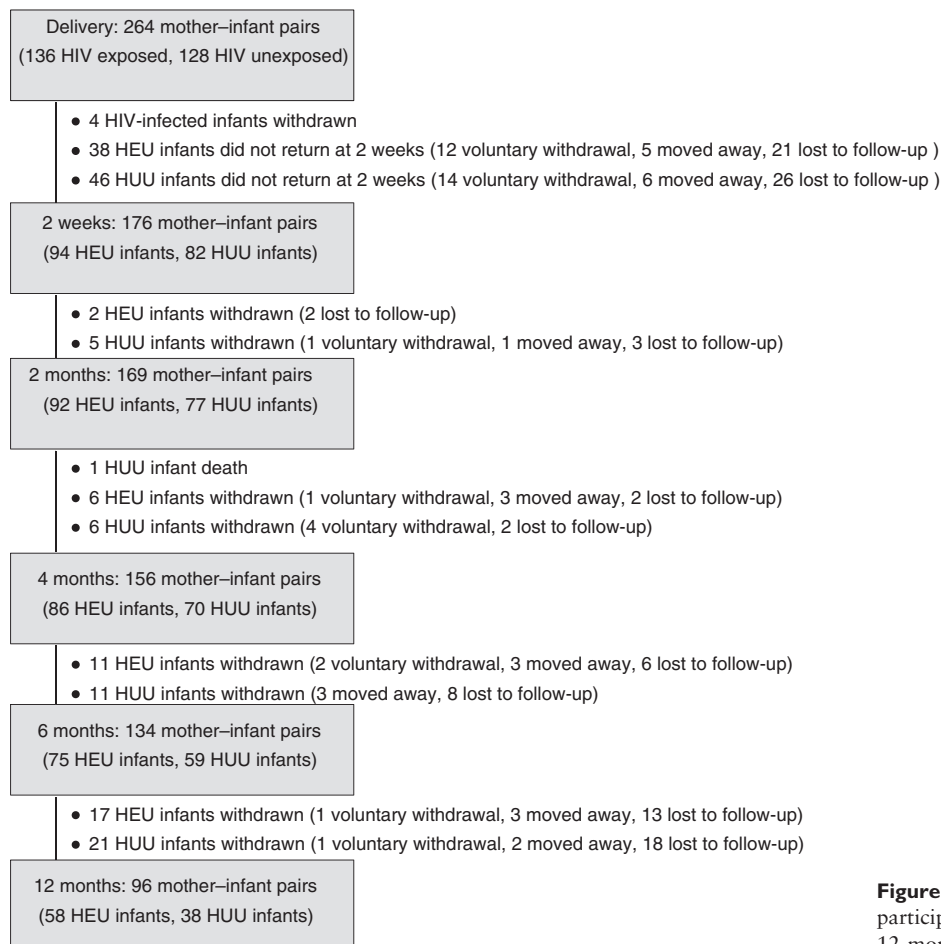 Delivery: 264 mother–infant pairs
(136 HIV exposed, 128 HIV unexposed)
● 4 HIV-infected infants withdrawn
● 38 HEU infants did not return at 2 weeks (12 voluntary withdrawal, 5 moved away, 21 lost to follow-up )
● 46 HUU infants did not return at 2 weeks (14 voluntary withdrawal, 6 moved away, 26 lost to follow-up )
2 weeks: 176 mother–infant pairs
(94 HEU infants, 82 HUU infants)
● 2 HEU infants withdrawn (2 lost to follow-up)
● 5 HUU infants withdrawn (1 voluntary withdrawal, 1 moved away, 3 lost to follow-up)
2 months: 169 mother–infant pairs
(92 HEU infants, 77 HUU infants)
● 1 HUU infant death
● 6 HEU infants withdrawn (1 voluntary withdrawal, 3 moved away, 2 lost to follow-up)
● 6 HUU infants withdrawn (4 voluntary withdrawal, 2 lost to follow-up)
4 months: 156 mother–infant pairs
(86 HEU infants, 70 HUU infants)
● 11 HEU infants withdrawn (2 voluntary withdrawal, 3 moved away, 6 lost to follow-up)
● 11 HUU infants withdrawn (3 moved away, 8 lost to follow-up)
6 months: 134 mother–infant pairs
(75 HEU infants, 59 HUU infants)
● 17 HEU infants withdrawn (1 voluntary withdrawal, 3 moved away, 13 lost to follow-up)
● 21 HUU infants withdrawn (1 voluntary withdrawal, 2 moved away, 18 lost to follow-up)
12 months: 96 mother–infant pairs
(58 HEU infants, 38 HUU infants)
Figure